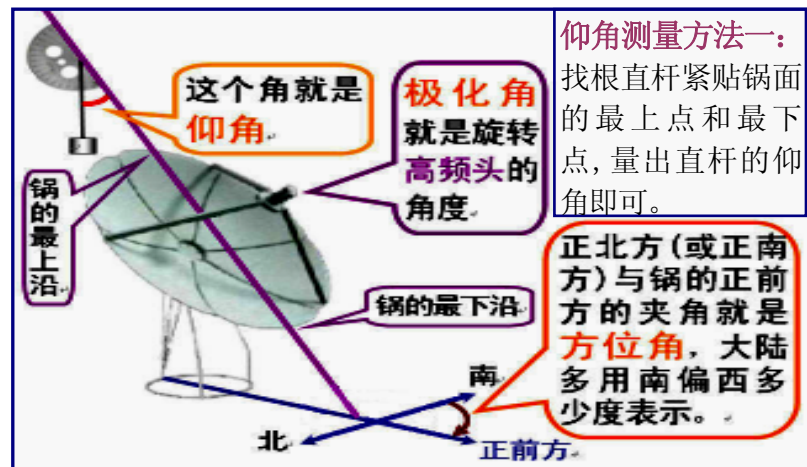 仰角测量方法一：
找根直杆紧贴锅面
的最上点和最下
点,量出直杆的仰
角即可。
这个角就是
仰角.
极化角
就是旋转
高频头的
角度
锅的最上沿
锅的最下沿
正北方(或正南
方)与锅的正前
方的夹角就是
方位角，大陆
多用南偏西多
少度表示。
南
北
正前方